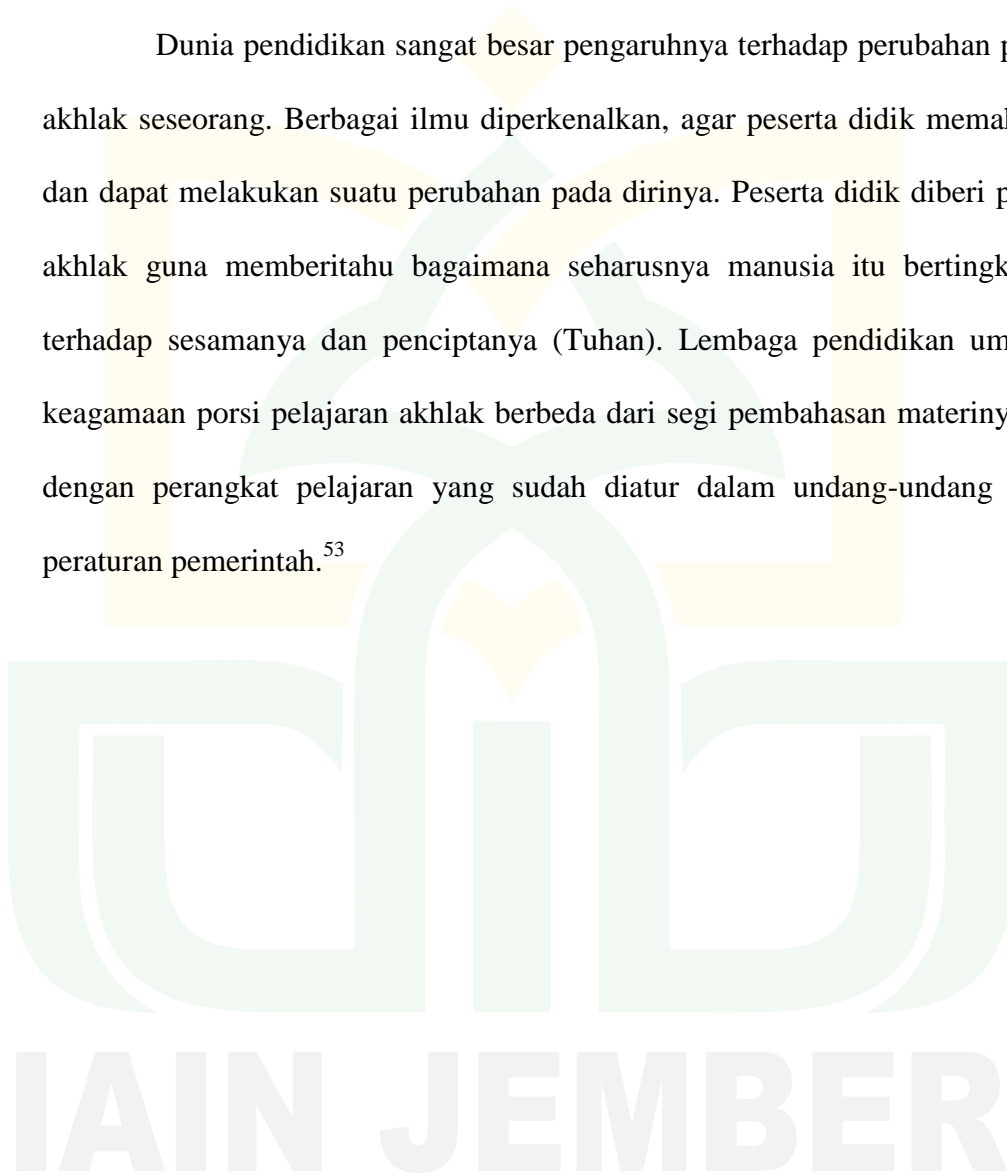 Dunia pendidikan sangat besar pengaruhnya terhadap perubahan
akhlak seseorang. Berbagai ilmu diperkenalkan, agar peserta didik
dan dapat melakukan suatu perubahan pada dirinya. Peserta didik diberi
akhlak guna memberitahu bagaimana seharusnya manusia itu
terhadap sesamanya dan penciptanya (Tuhan). Lembaga pendidikan
keagamaan porsi pelajaran akhlak berbeda dari segi pembahasan
dengan perangkat pelajaran yang sudah diatur dalam undang-undang
peraturan pemerintah.53
IAIN JEMBER